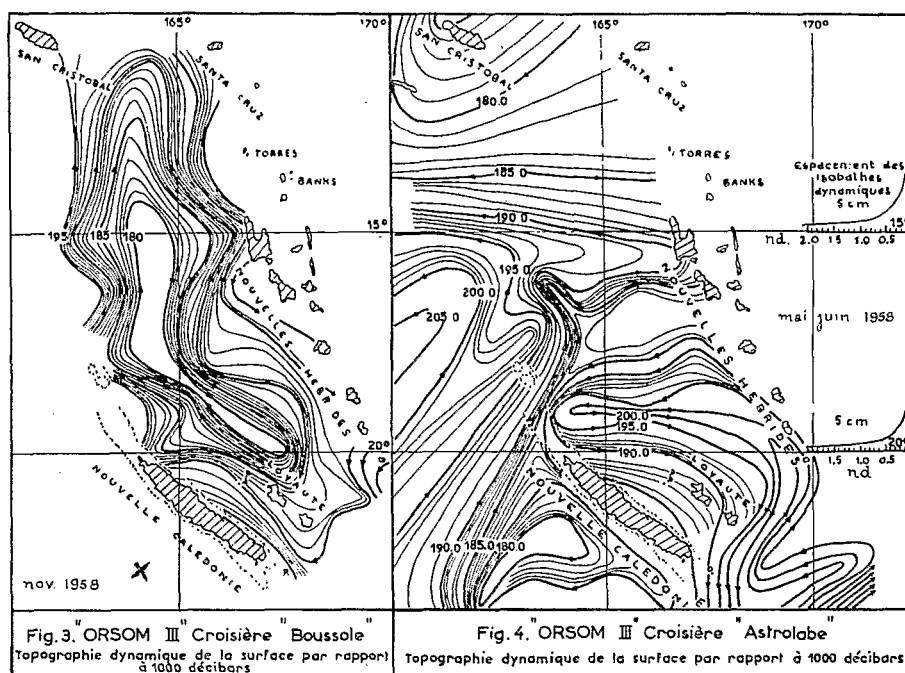 165° 170°
SAN CRISTOBAL
SANTA CRUZ
TORRES
BANKS
15°
195 185 180
NOUVELLES HEBRIDES
20°
LOYAUTE
NOUVELLE CALEDONIE
nov. 1958
Fig.3. "ORSOM III" Croisière "Boussole"
Topographie dynamique de la surface par rapport
à 1000 décibars
165° 170°
SAN CRISTOBAL
180.0
SANTA CRUZ
TORRES
185.0
BANKS
Espacement des
Isobathes
dynamiques
5 cm
190.0
15°
nd. 2.0 1.5 1.0 0.5
195.0
200.0
205.0
NOUVELLES HEBRIDES
mai juin 1958
200.0
195.0
5 cm
190.0
20°
1.5 1.0 0.5
nd.
LOYAUTE
NOUVELLE CALEDONIE
190.0 185.0 180.0
Fig.4. "ORSOM III" Croisière "Astrolabe"
Topographie dynamique de la surface par rapport à 1000 décibars